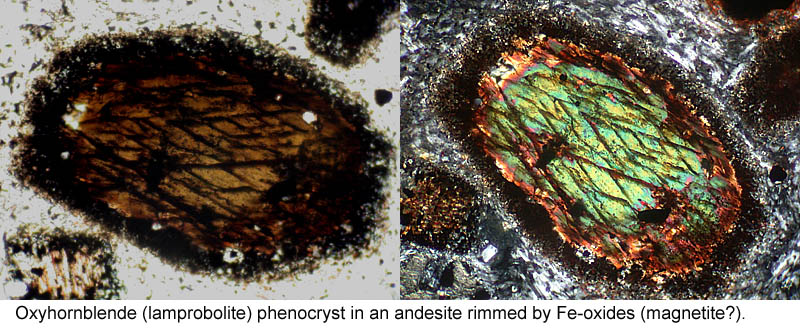 Oxyhornblende (lamprobolite) phenocryst in an andesite rimmed by Fe-oxides (magnetite?).